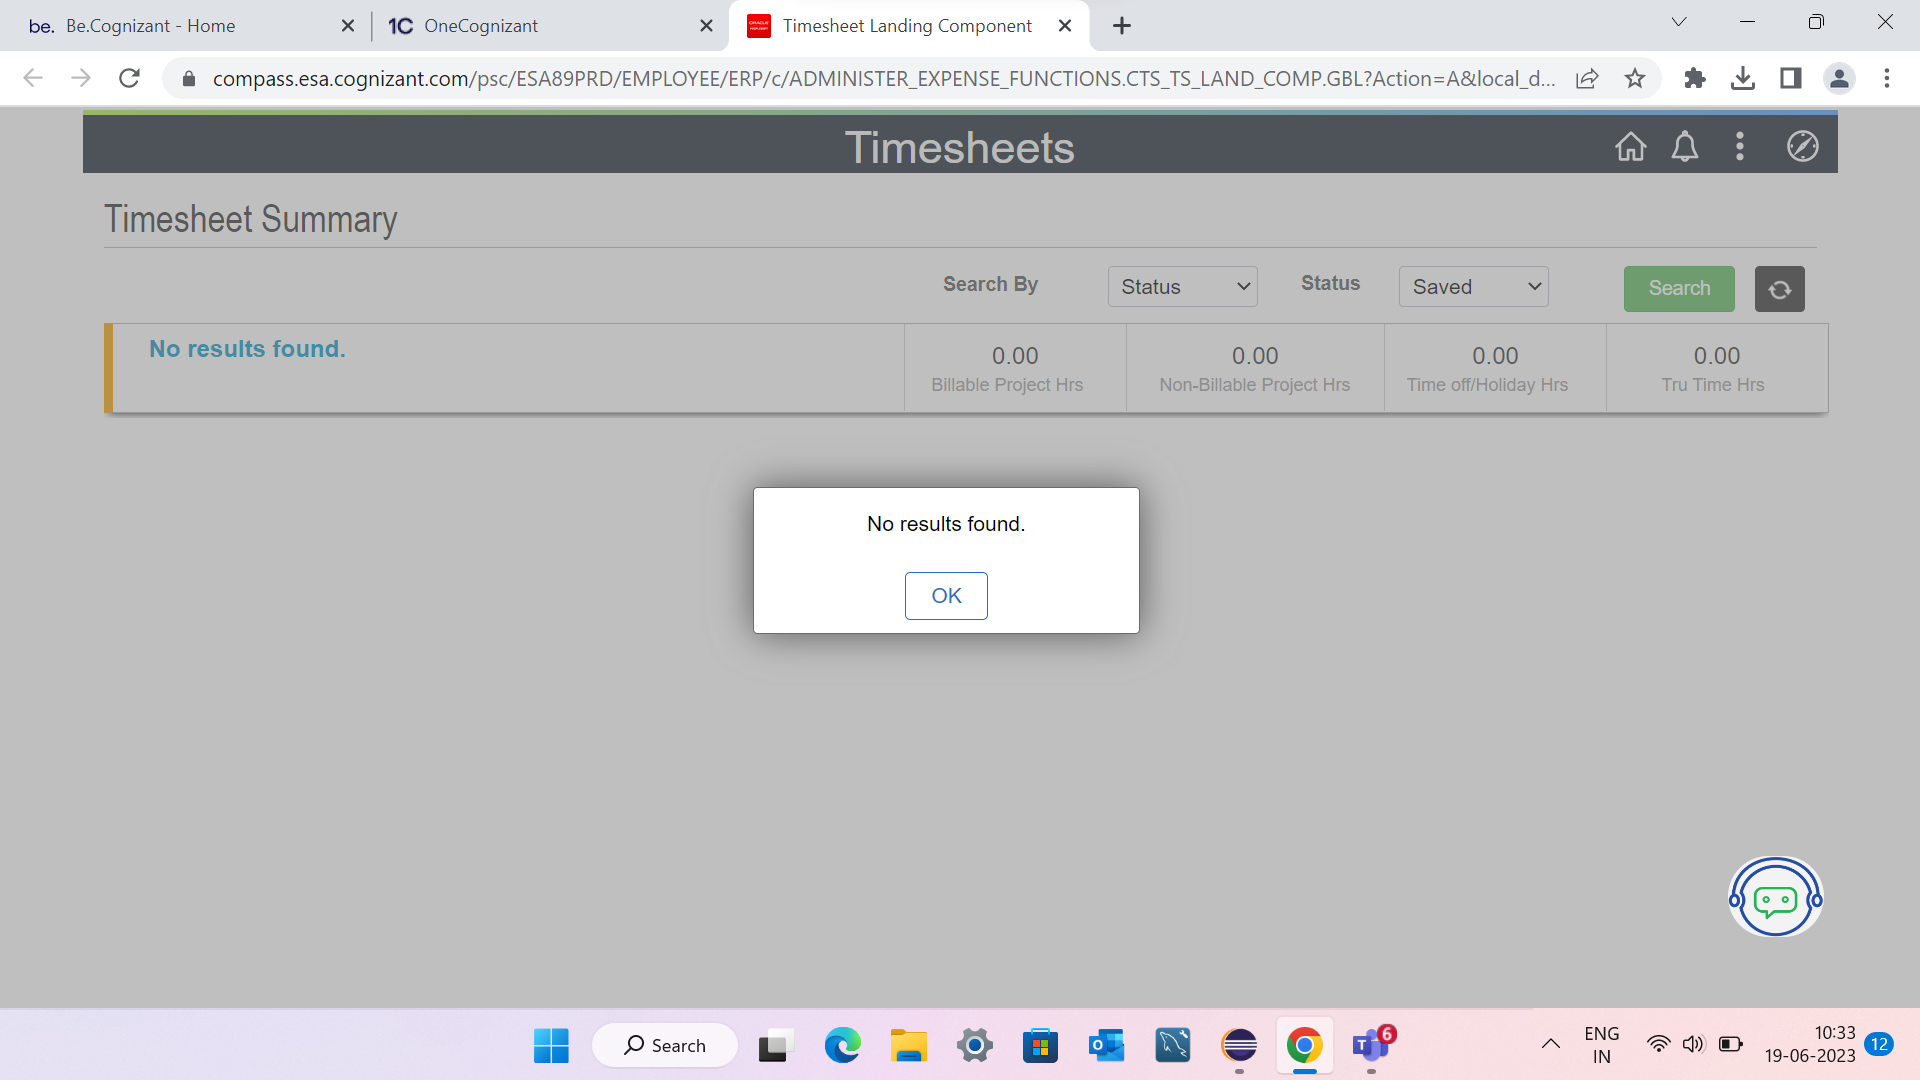 be. Be.Cognizant - Home
1C OneCognizant
Timesheet Landing Component
compass.esa.cognizant.com/psc/ESA89PRD/EMPLOYEE/ERP/c/ADMINISTER_EXPENSE_FUNCTIONS.CTS_TS_LAND_COMP.GBL?Action=A&local_d...
Timesheets
Timesheet Summary
Search By Status Status Saved Search
No results found.
0.00 0.00 0.00 0.00
Billable Project Hrs Non-Billable Project Hrs Time off/Holiday Hrs Tru Time Hrs
No results found.
OK
Search
6
ENG
IN
10:33
19-06-2023
12